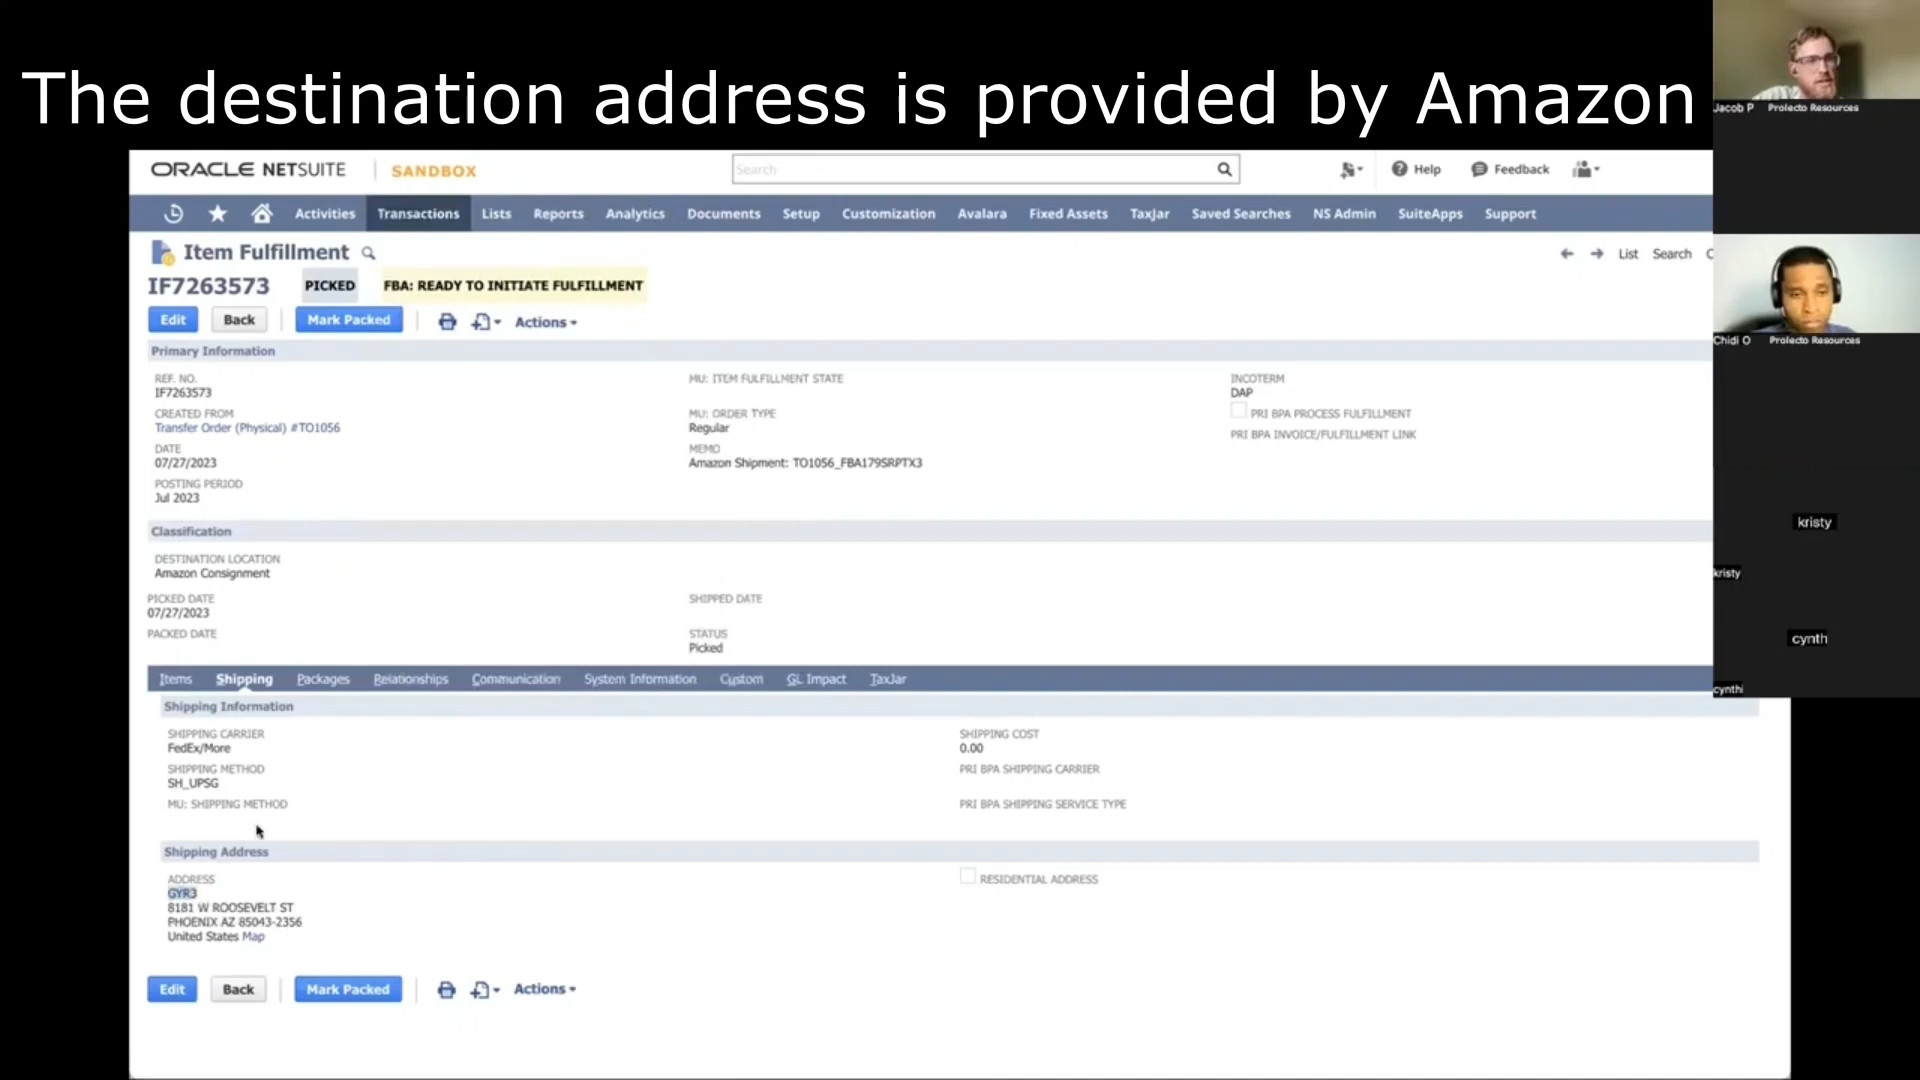 The destination address is provided by Amazon
Jacob P Prolecto Resources
ORACLE NETSUITE SANDBOX
Search
Help Feedback
Activities Transactions Lists Reports Analytics Documents Setup Customization Avalara Fixed Assets TaxJar Saved Searches NS Admin SuiteApps Support
Item Fulfillment
List Search
IF7263573 PICKED FBA: READY TO INITIATE FULFILLMENT
Edit Back Mark Packed Actions
Chidi O Prolecto Resources
Primary Information
REF. NO.
IF7263573
CREATED FROM
Transfer Order (Physical) #TO1056
DATE
07/27/2023
POSTING PERIOD
Jul 2023
MU: ITEM FULFILLMENT STATE
MU: ORDER TYPE
Regular
MEMO
Amazon Shipment: TO1056_FBA179SRPTX3
INCOTERM
DAP
PRI BPA PROCESS FULFILLMENT
PRI BPA INVOICE/FULFILLMENT LINK
Classification
DESTINATION LOCATION
Amazon Consignment
PICKED DATE
07/27/2023
PACKED DATE
SHIPPED DATE
STATUS
Picked
kristy
kristy
cynth
cynthi
Items Shipping Packages Relationships Communication System Information Custom GL Impact TaxJar
Shipping Information
SHIPPING CARRIER
FedEx/More
SHIPPING METHOD
SH_UPSG
MU: SHIPPING METHOD
SHIPPING COST
0.00
PRI BPA SHIPPING CARRIER
PRI BPA SHIPPING SERVICE TYPE
Shipping Address
ADDRESS
GYR3
8181 W ROOSEVELT ST
PHOENIX AZ 85043-2356
United States Map
RESIDENTIAL ADDRESS
Edit Back Mark Packed Actions